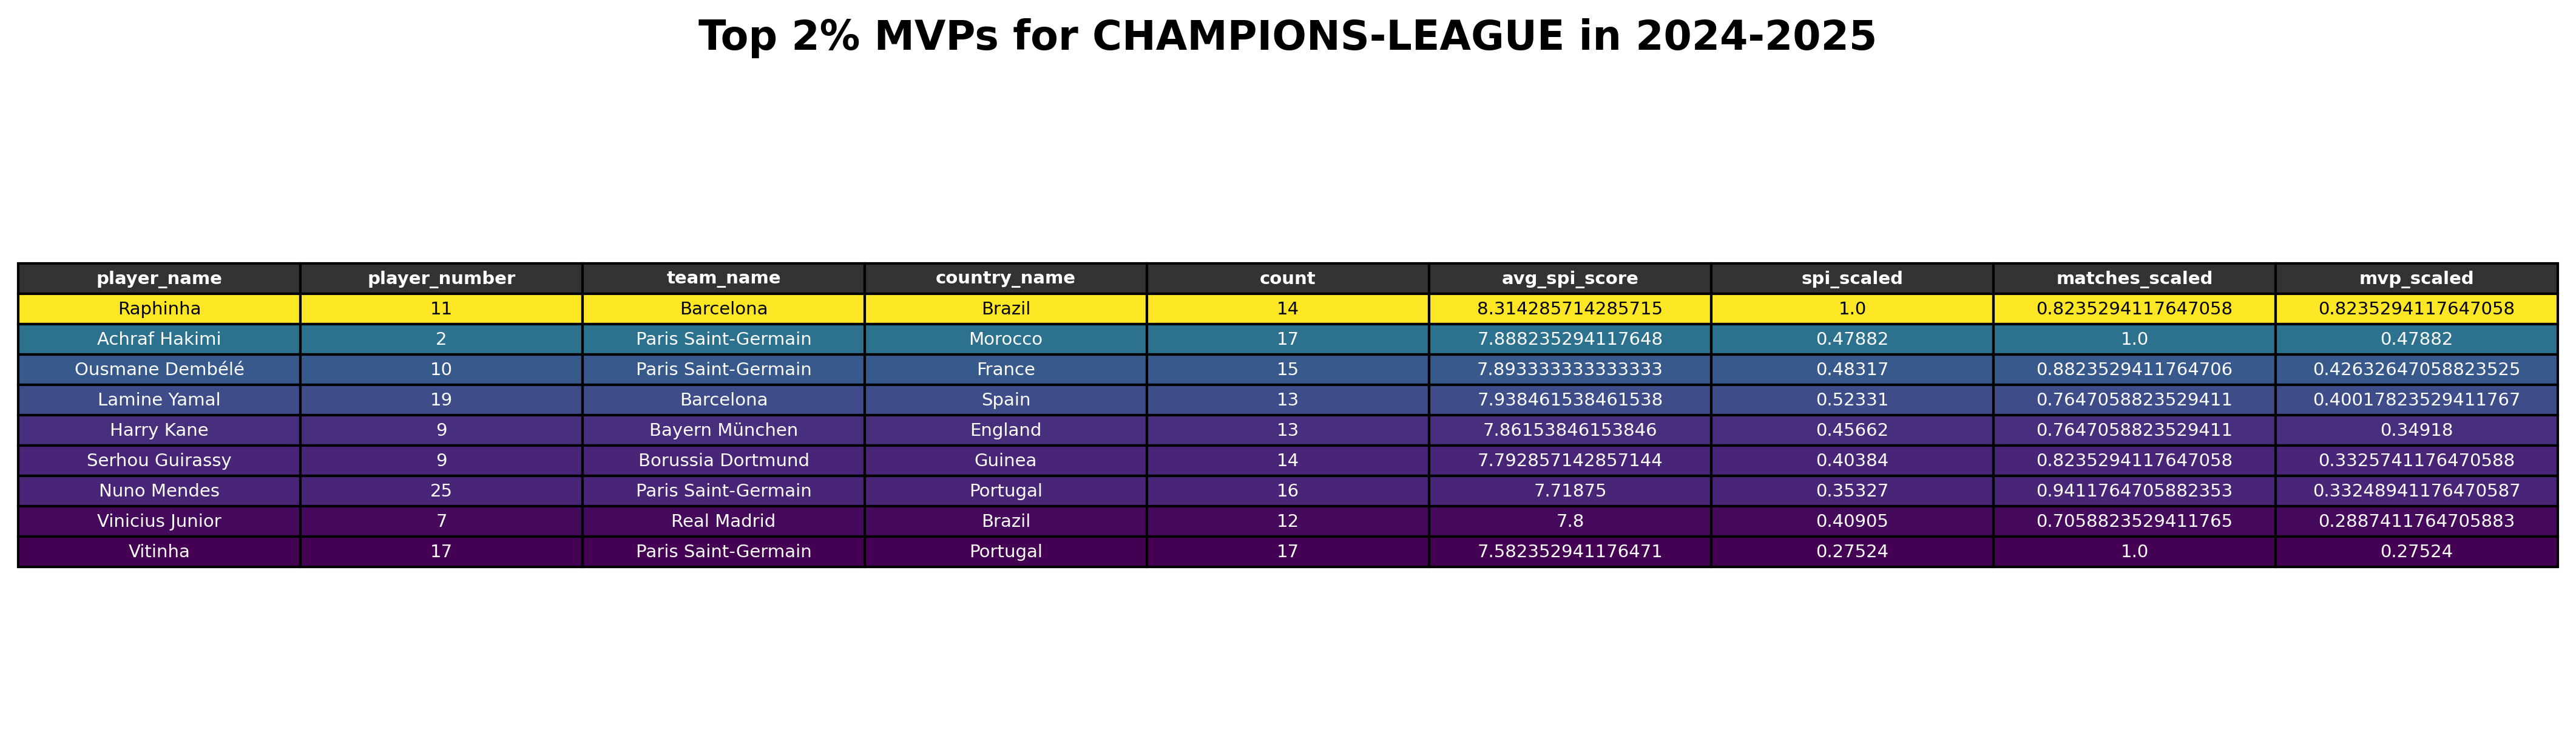 Top 2% MVPs for CHAMPIONS-LEAGUE in 2024-2025
player_name player_number team_name country_name count avg_spi_score spi_scaled matches_scaled mvp_scaled
Raphinha 11 Barcelona Brazil 14 8.314285714285715 1.0 0.8235294117647058 0.8235294117647058
Achraf Hakimi 2 Paris Saint-Germain Morocco 17 7.888235294117648 0.47882 1.0 0.47882
Ousmane Dembélé 10 Paris Saint-Germain France 15 7.893333333333333 0.48317 0.8823529411764706 0.42632647058823525
Lamine Yamal 19 Barcelona Spain 13 7.938461538461538 0.52331 0.7647058823529411 0.40017823529411767
Harry Kane 9 Bayern München England 13 7.86153846153846 0.45662 0.7647058823529411 0.34918
Serhou Guirassy 9 Borussia Dortmund Guinea 14 7.792857142857144 0.40384 0.8235294117647058 0.3325741176470588
Nuno Mendes 25 Paris Saint-Germain Portugal 16 7.71875 0.35327 0.9411764705882353 0.33248941176470587
Vinicius Junior 7 Real Madrid Brazil 12 7.8 0.40905 0.7058823529411765 0.2887411764705883
Vitinha 17 Paris Saint-Germain Portugal 17 7.582352941176471 0.27524 1.0 0.27524